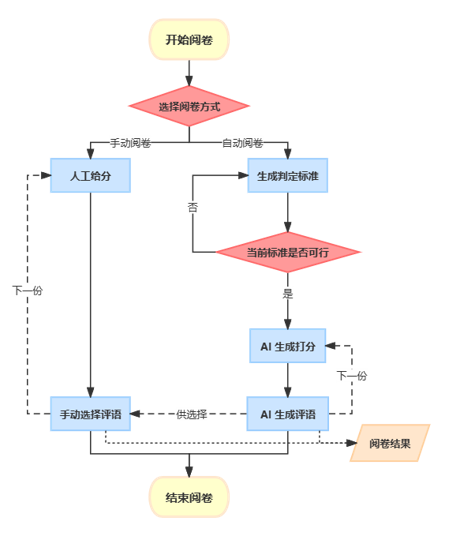 开始阅卷
选择阅卷方式
手动阅卷
自动阅卷
人工给分
生成判定标准
否
当前标准是否可行
下一份
是
AI 生成打分
下一份
手动选择评语
供选择
AI 生成评语
阅卷结果
结束阅卷